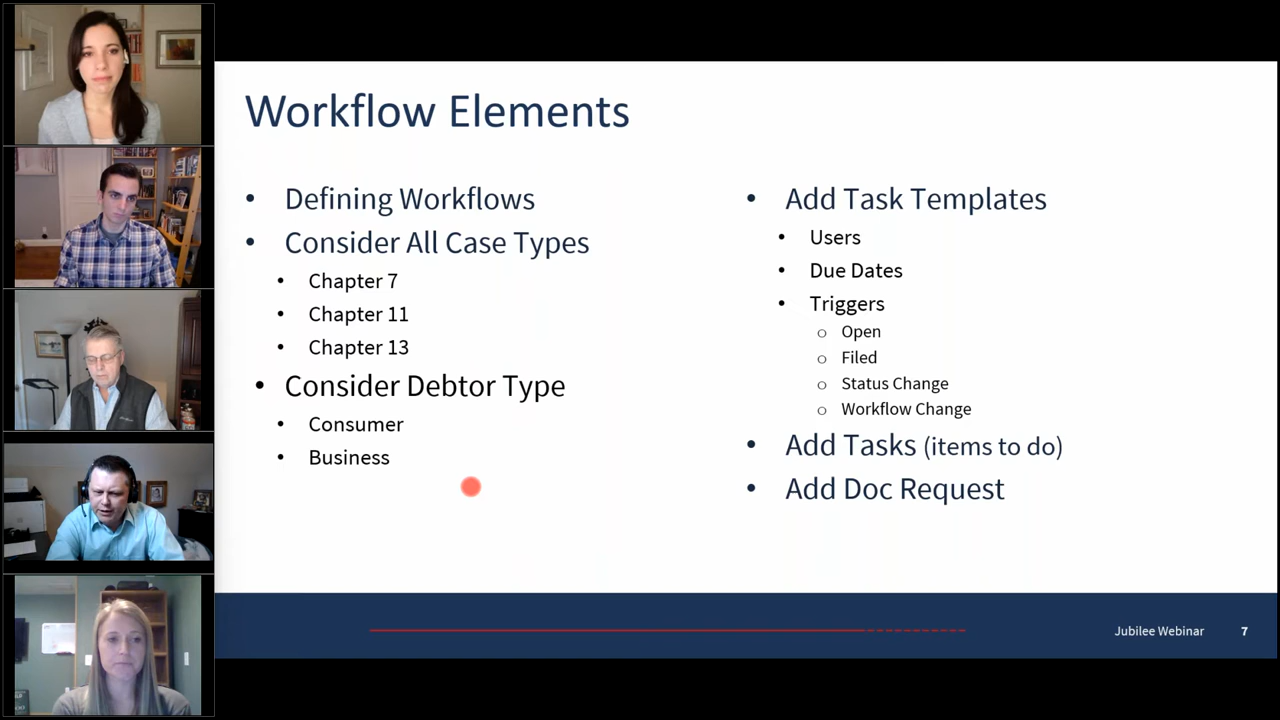 Workflow Elements
• Defining Workflows
• Consider All Case Types
• Chapter 7
• Chapter 11
• Chapter 13
• Consider Debtor Type
• Consumer
• Business
• Add Task Templates
• Users
• Due Dates
• Triggers
o Open
o Filed
o Status Change
o Workflow Change
• Add Tasks (items to do)
• Add Doc Request
Jubilee Webinar 7